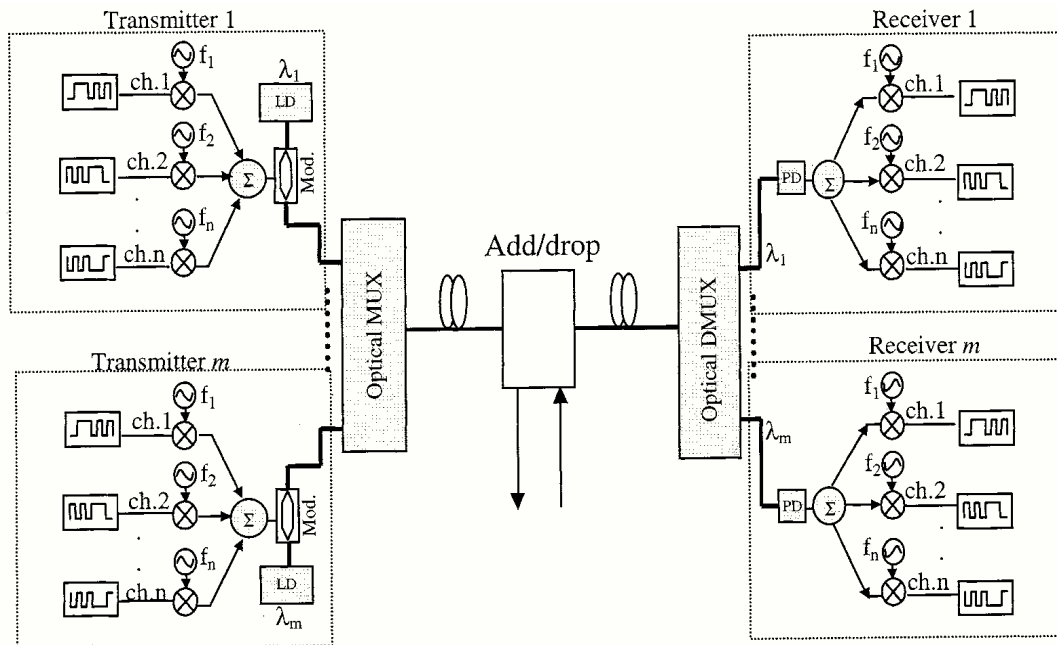 Transmitter 1
f₁
ch.1
λ₁
LD
f₂
ch.2
Σ
Mod.
fₙ
ch.n
Transmitter m
f₁
ch.1
f₂
ch.2
Σ
Mod.
fₙ
ch.n
LD
λₘ
Optical MUX
Add/drop
Optical DMUX
λ₁
λₘ
Receiver 1
f₁
ch.1
PD
Σ
f₂
ch.2
fₙ
ch.n
Receiver m
f₁
ch.1
PD
Σ
f₂
ch.2
fₙ
ch.n